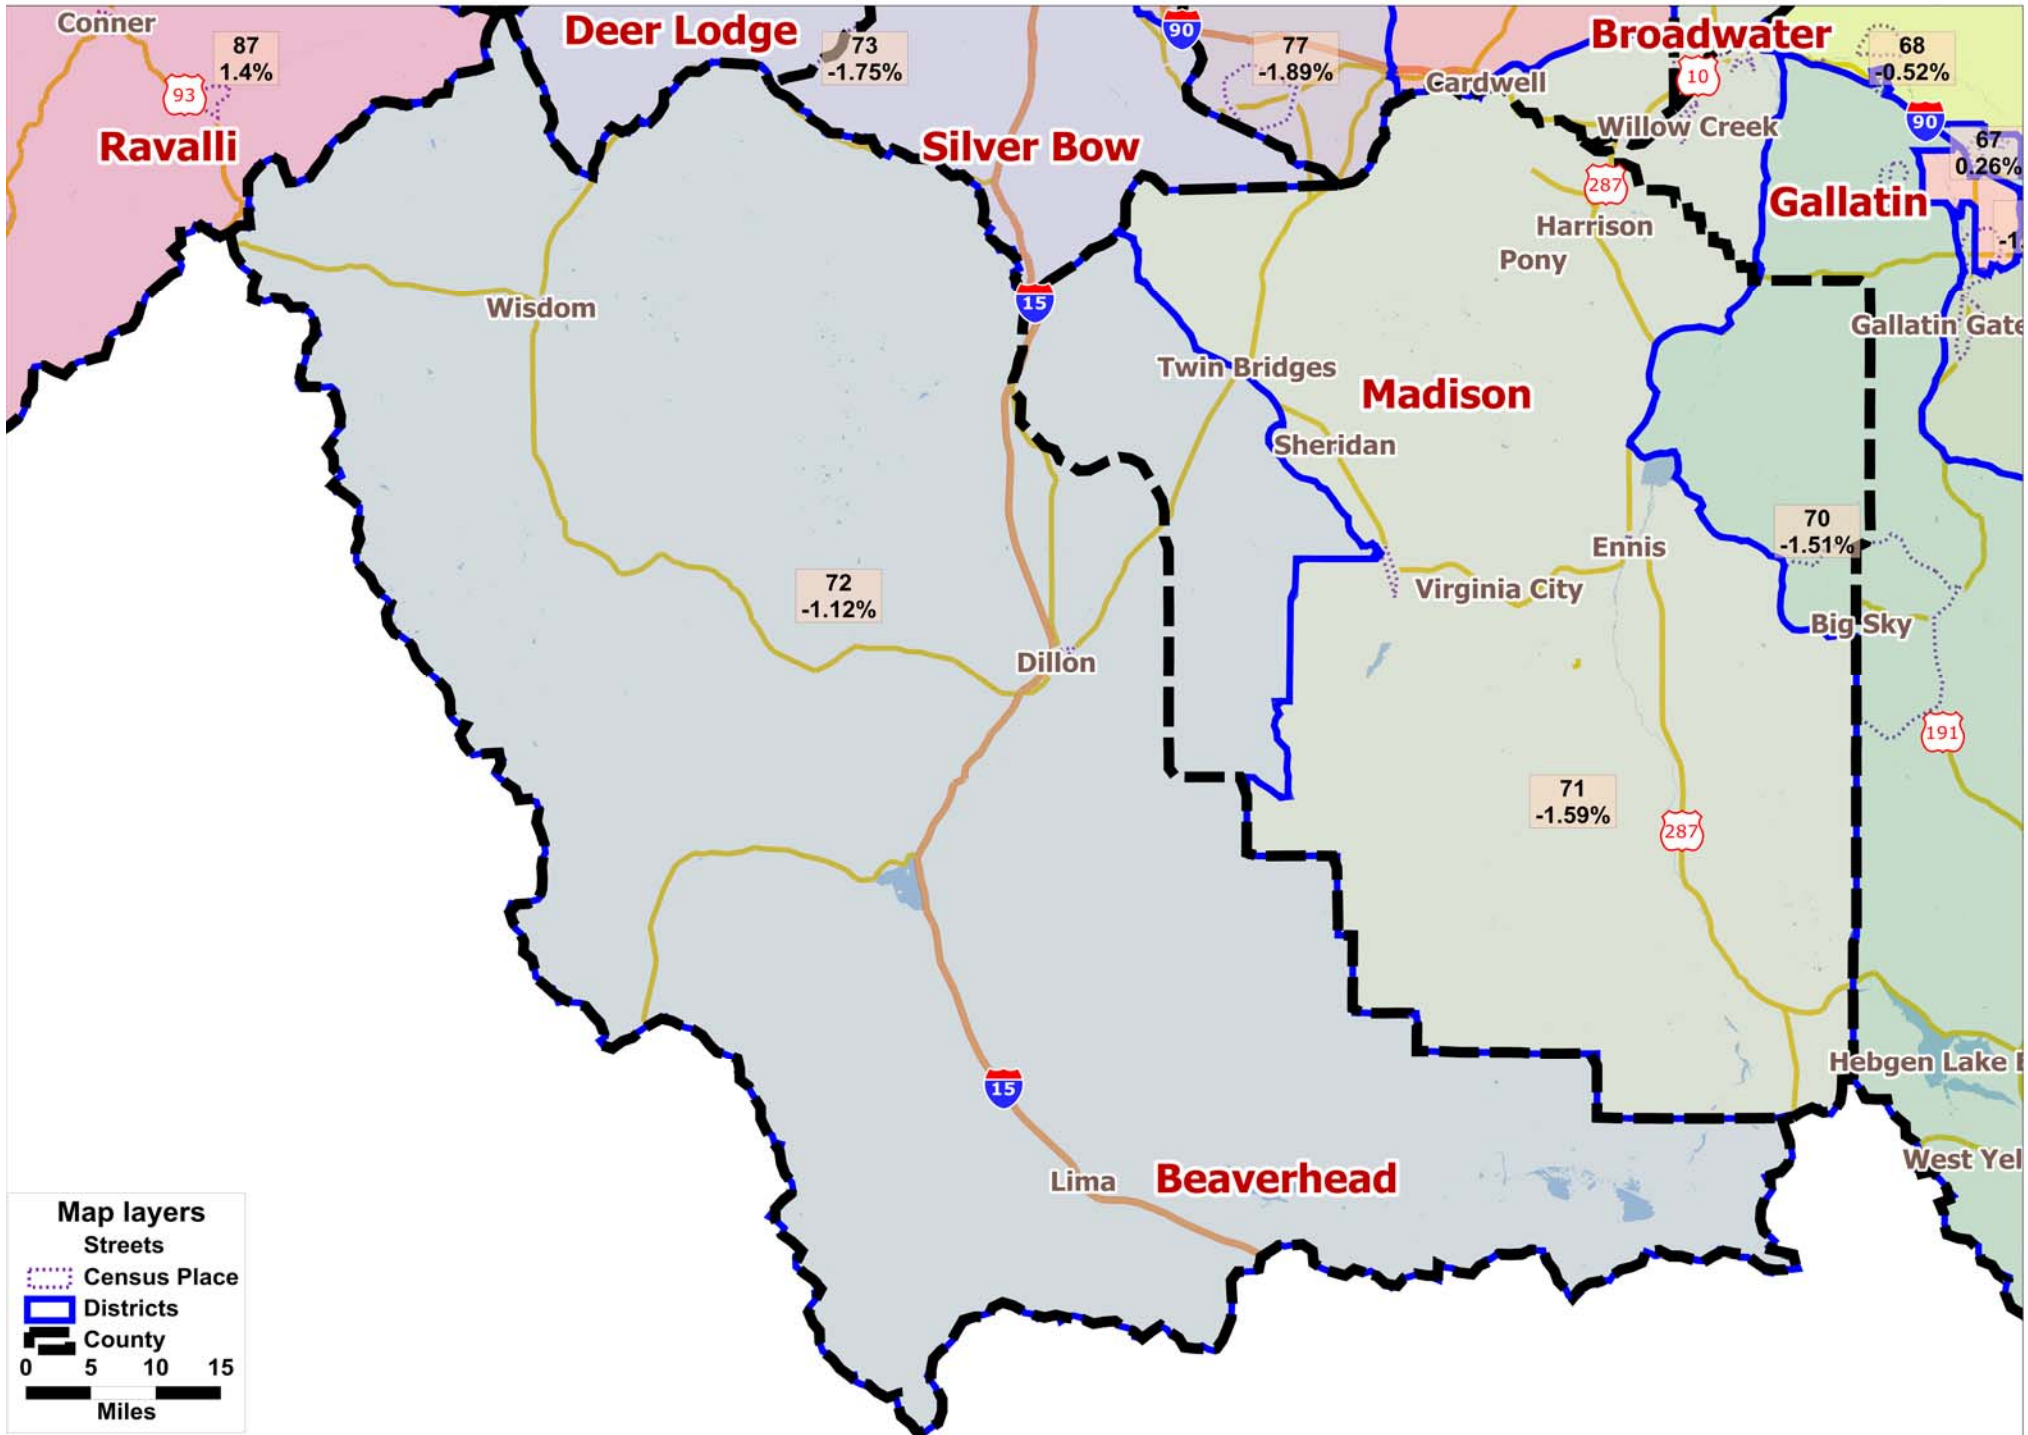 Conner
Deer Lodge
Broadwater
87
1.4%
73
-1.75%
90
77
-1.89%
68
-0.52%
93
Cardwell
10
Ravalli
Silver Bow
Willow Creek
90
67
0.26%
287
Gallatin
Harrison
Pony
Wisdom
15
Gallatin Gate
Twin Bridges
Madison
Sheridan
70
-1.51%
Ennis
72
-1.12%
Virginia City
Big Sky
Dillon
191
71
-1.59%
287
Hebgen Lake E
15
West Yel
Lima
Beaverhead
Map layers
Streets
Census Place
Districts
County
0 5 10 15
Miles